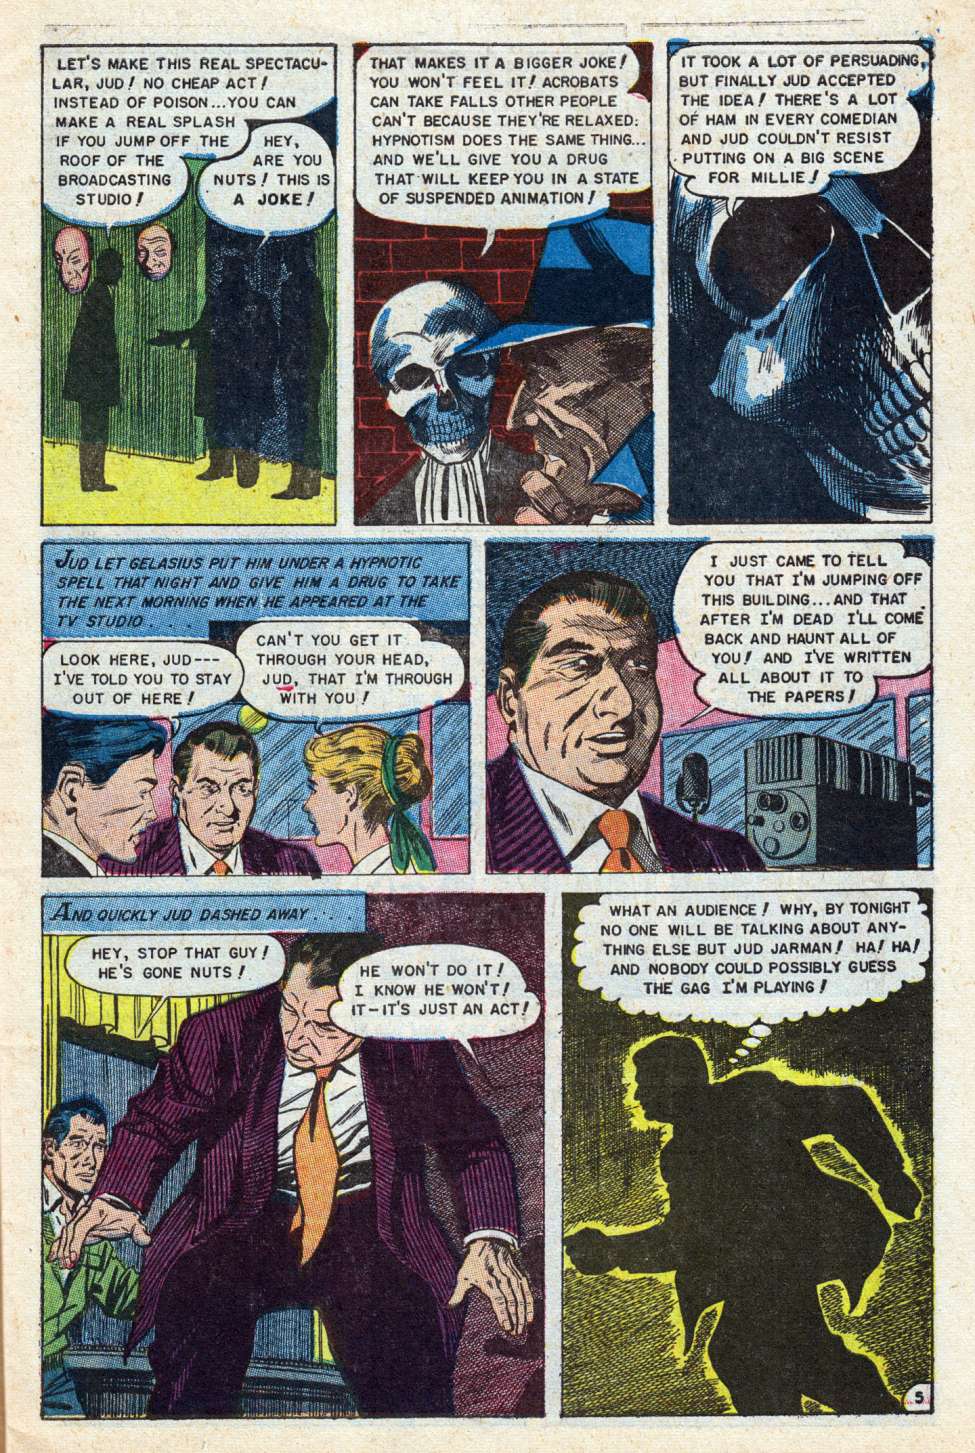 LET'S MAKE THIS REAL SPECTACU-
LAR, JUD! NO CHEAP ACT!
INSTEAD OF POISON...YOU CAN
MAKE A REAL SPLASH
IF YOU JUMP OFF THE
ROOF OF THE
BROADCASTING
STUDIO!
HEY,
ARE YOU
NUTS! THIS IS
A JOKE!
THAT MAKES IT A BIGGER JOKE!
YOU WON'T FEEL IT! ACROBATS
CAN TAKE FALLS OTHER PEOPLE
CAN'T BECAUSE THEY'RE RELAXED.
HYPNOTISM DOES THE SAME THING...
AND WE'LL GIVE YOU A DRUG
THAT WILL KEEP YOU IN A STATE
OF SUSPENDED ANIMATION!
IT TOOK A LOT OF PERSUADING,
BUT FINALLY JUD ACCEPTED
THE IDEA! THERE'S A LOT
OF HAM IN EVERY COMEDIAN
AND JUD COULDN'T RESIST
PUTTING ON A BIG SCENE
FOR MILLIE!
JUD LET GELASIUS PUT HIM UNDER A HYPNOTIC
SPELL THAT NIGHT AND GIVE HIM A DRUG TO TAKE
THE NEXT MORNING WHEN HE APPEARED AT THE
TV STUDIO....
LOOK HERE, JUD---
I'VE TOLD YOU TO STAY
OUT OF HERE!
CAN'T YOU GET IT
THROUGH YOUR HEAD,
JUD, THAT I'M THROUGH
WITH YOU!
I JUST CAME TO TELL
YOU THAT I'M JUMPING OFF
THIS BUILDING...AND THAT
AFTER I'M DEAD I'LL COME
BACK AND HAUNT ALL OF
YOU! AND I'VE WRITTEN
ALL ABOUT IT TO
THE PAPERS!
AND QUICKLY JUD DASHED AWAY....
HEY, STOP THAT GUY!
HE'S GONE NUTS!
HE WON'T DO IT!
I KNOW HE WON'T!
IT-IT'S JUST AN ACT!
WHAT AN AUDIENCE! WHY, BY TONIGHT
NO ONE WILL BE TALKING ABOUT ANY-
THING ELSE BUT JUD JARMAN! HA! HA!
AND NOBODY COULD POSSIBLY GUESS
THE GAG I'M PLAYING!
5